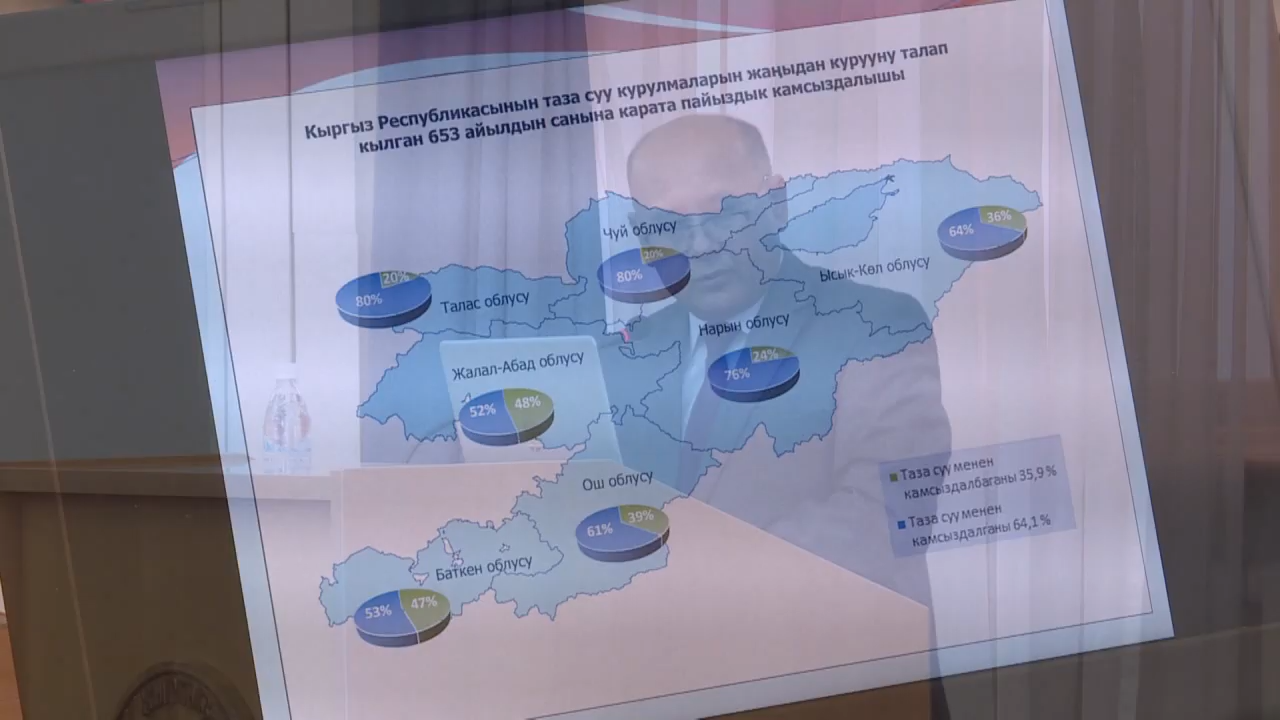 Кыргыз Республикасынын таза суу курулмаларын жаңыдан курууну талап
кылган 653 айылдын санына карата пайыздык камсыздалышы
Чуй облусу
20%
80%
36%
64%
Ысык-Көл облусу
20%
80%
Талас облусу
Нарын облусу
24%
76%
Жалал-Абад облусу
52%
48%
Ош облусу
61%
39%
Баткен облусу
53%
47%
Таза суу менен
камсыздалбаганы 35,9 %
Таза суу менен
камсыздалганы 64,1 %